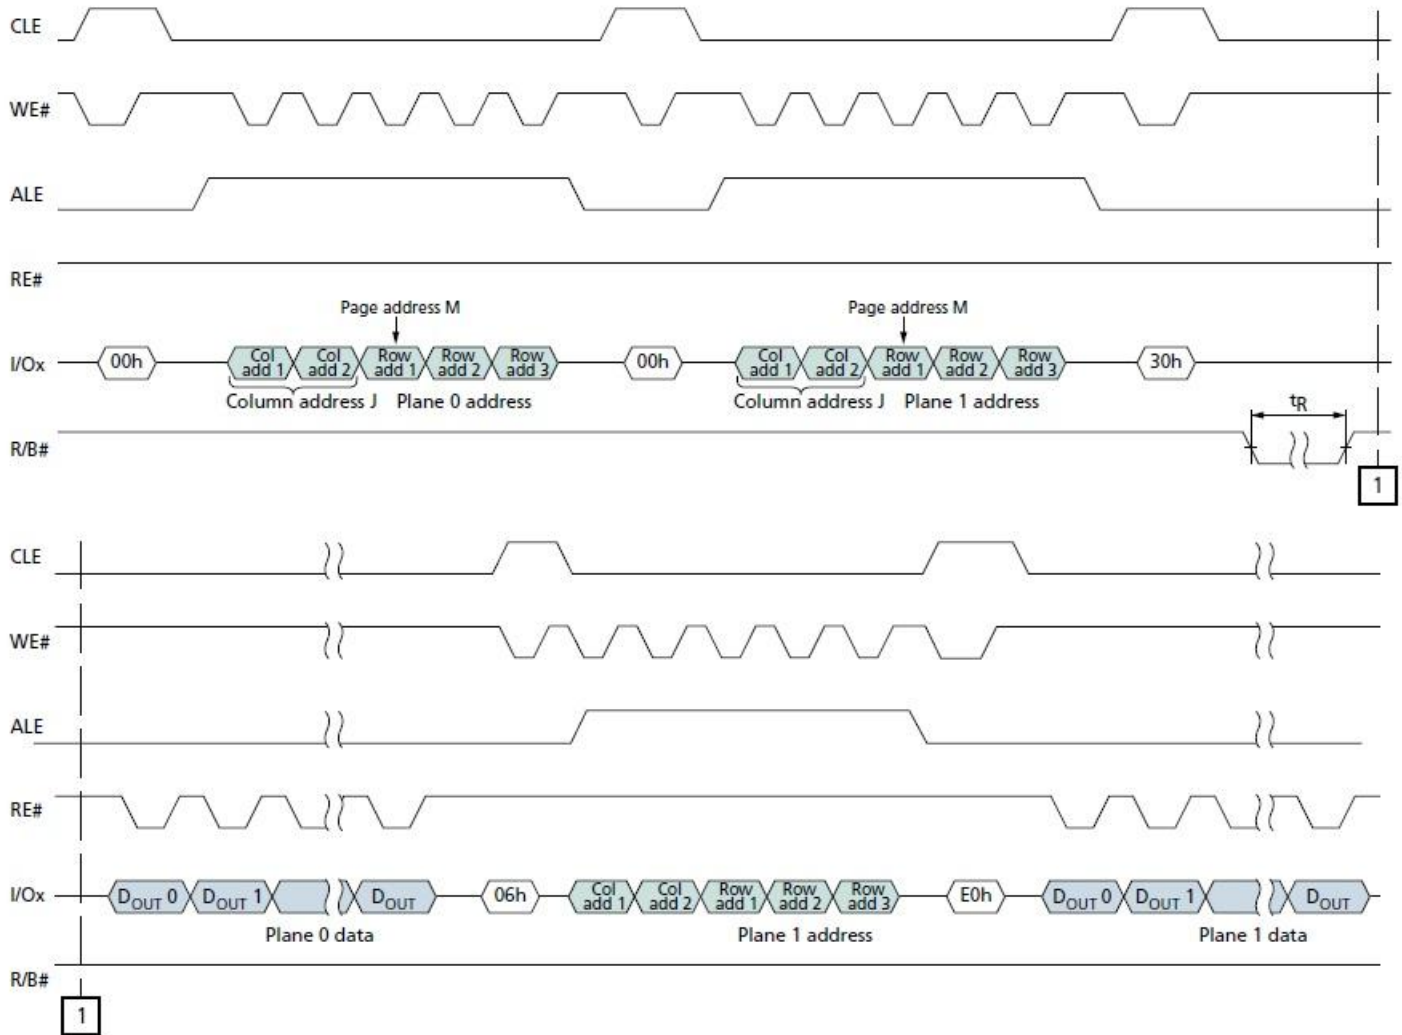 CLE
WE#
ALE
RE#
Page address M Page address M
I/Ox 00h Col add 1 Col add 2 Row add 1 Row add 2 Row add 3 00h Col add 1 Col add 2 Row add 1 Row add 2 Row add 3 30h
Column address J Plane 0 address Column address J Plane 1 address tR
R/B#
1
CLE
WE#
ALE
RE#
I/Ox DOUT 0 DOUT 1 DOUT 06h Col add 1 Col add 2 Row add 1 Row add 2 Row add 3 E0h DOUT 0 DOUT 1 DOUT
Plane 0 data Plane 1 address Plane 1 data
R/B#
1